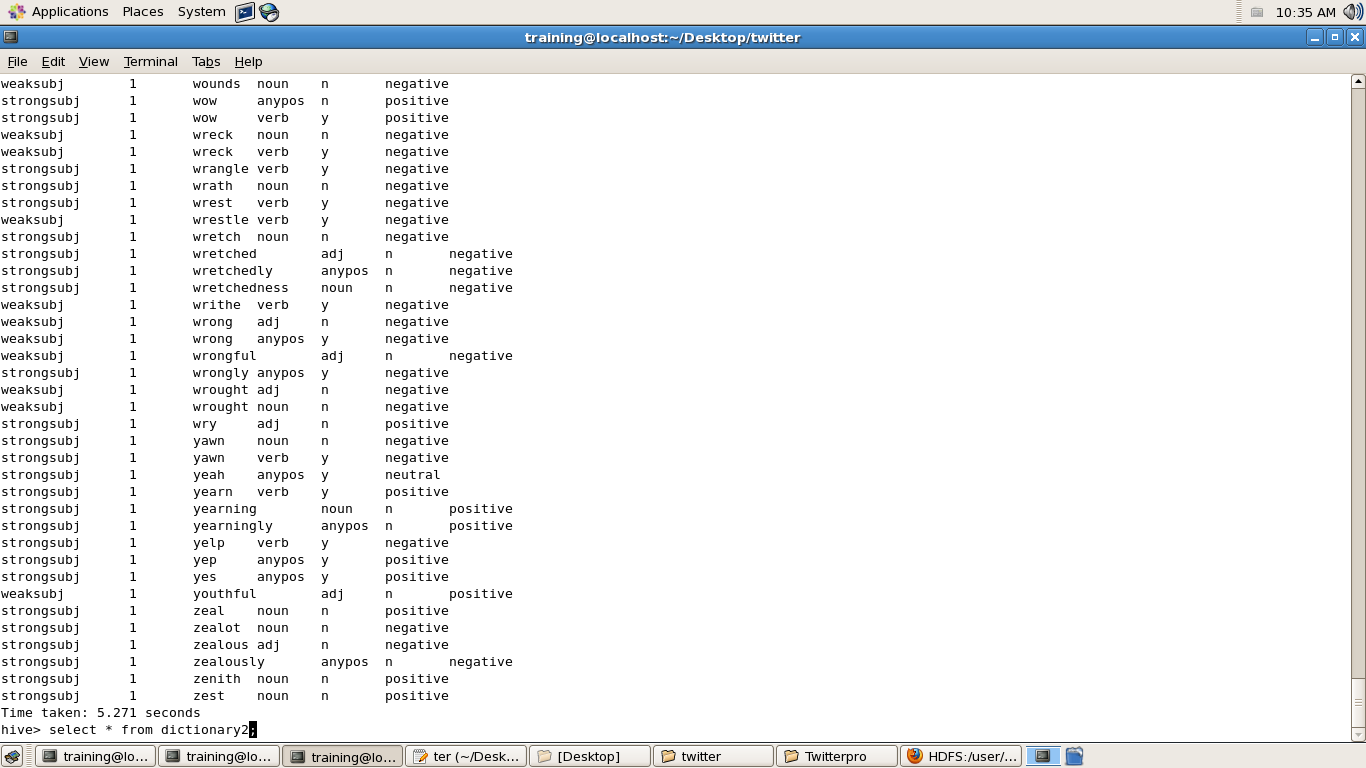 Applications Places System 10:35 AM
training@localhost:~/Desktop/twitter
File Edit View Terminal Tabs Help
weaksubj 1 wounds noun n negative
strongsubj 1 wow anypos n positive
strongsubj 1 wow verb y positive
weaksubj 1 wreck noun n negative
weaksubj 1 wreck verb y negative
strongsubj 1 wrangle verb y negative
strongsubj 1 wrath noun n negative
strongsubj 1 wrest verb y negative
weaksubj 1 wrestle verb y negative
strongsubj 1 wretch noun n negative
strongsubj 1 wretched adj n negative
strongsubj 1 wretchedly anypos n negative
strongsubj 1 wretchedness noun n negative
weaksubj 1 writhe verb y negative
weaksubj 1 wrong adj n negative
weaksubj 1 wrong anypos y negative
weaksubj 1 wrongful adj n negative
strongsubj 1 wrongly anypos y negative
weaksubj 1 wrought adj n negative
weaksubj 1 wrought noun n negative
strongsubj 1 wry adj n positive
strongsubj 1 yawn noun n negative
strongsubj 1 yawn verb y negative
strongsubj 1 yeah anypos y neutral
strongsubj 1 yearn verb y positive
strongsubj 1 yearning noun n positive
strongsubj 1 yearningly anypos n positive
strongsubj 1 yelp verb y negative
strongsubj 1 yep anypos y positive
strongsubj 1 yes anypos y positive
weaksubj 1 youthful adj n positive
strongsubj 1 zeal noun n positive
strongsubj 1 zealot noun n negative
strongsubj 1 zealous adj n negative
strongsubj 1 zealously anypos n negative
strongsubj 1 zenith noun n positive
strongsubj 1 zest noun n positive
Time taken: 5.271 seconds
hive> select * from dictionary2;
training@lo... training@lo... training@lo... ter (~/Desk... [Desktop] twitter Twitterpro HDFS:/user/...